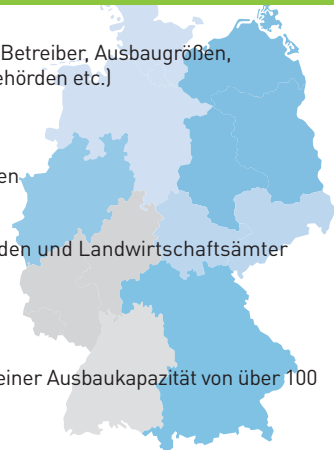 Betreiber, Ausbaugrößen,
ehörden etc.)
en
den und Landwirtschaftsämter
einer Ausbaukapazität von über 100